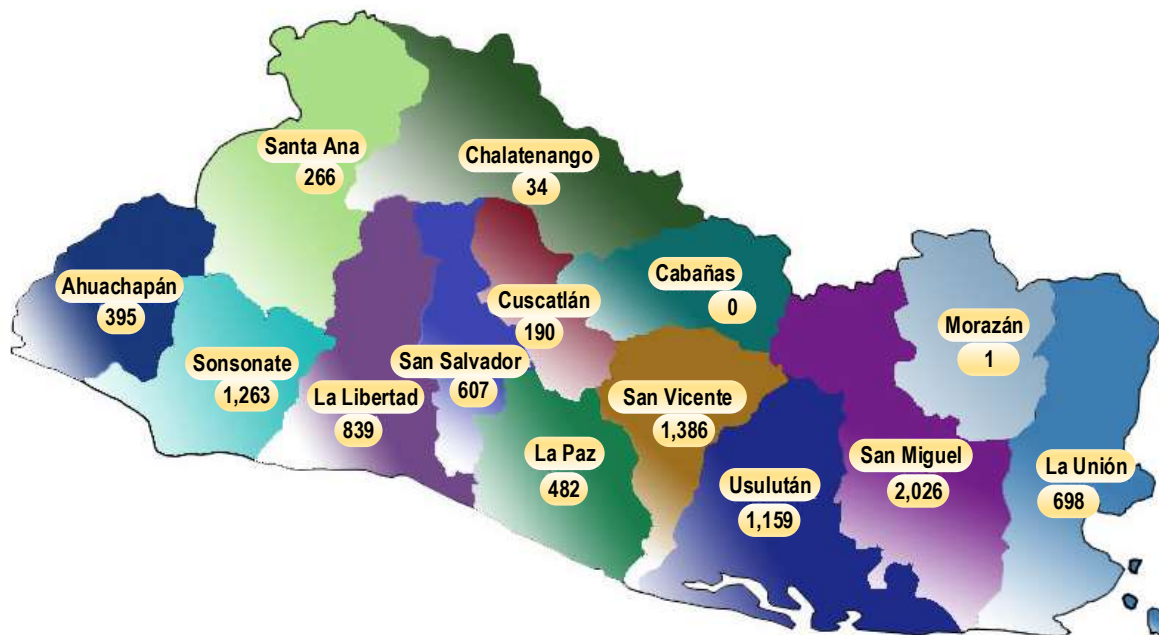 Santa Ana
266
Chalatenango
34
Ahuachapán
395
Cabañas
0
Cuscatlán
190
Morazán
1
Sonsonate
1,263
San Salvador
607
La Libertad
839
San Vicente
1,386
La Paz
482
San Miguel
2,026
La Unión
698
Usulután
1,159